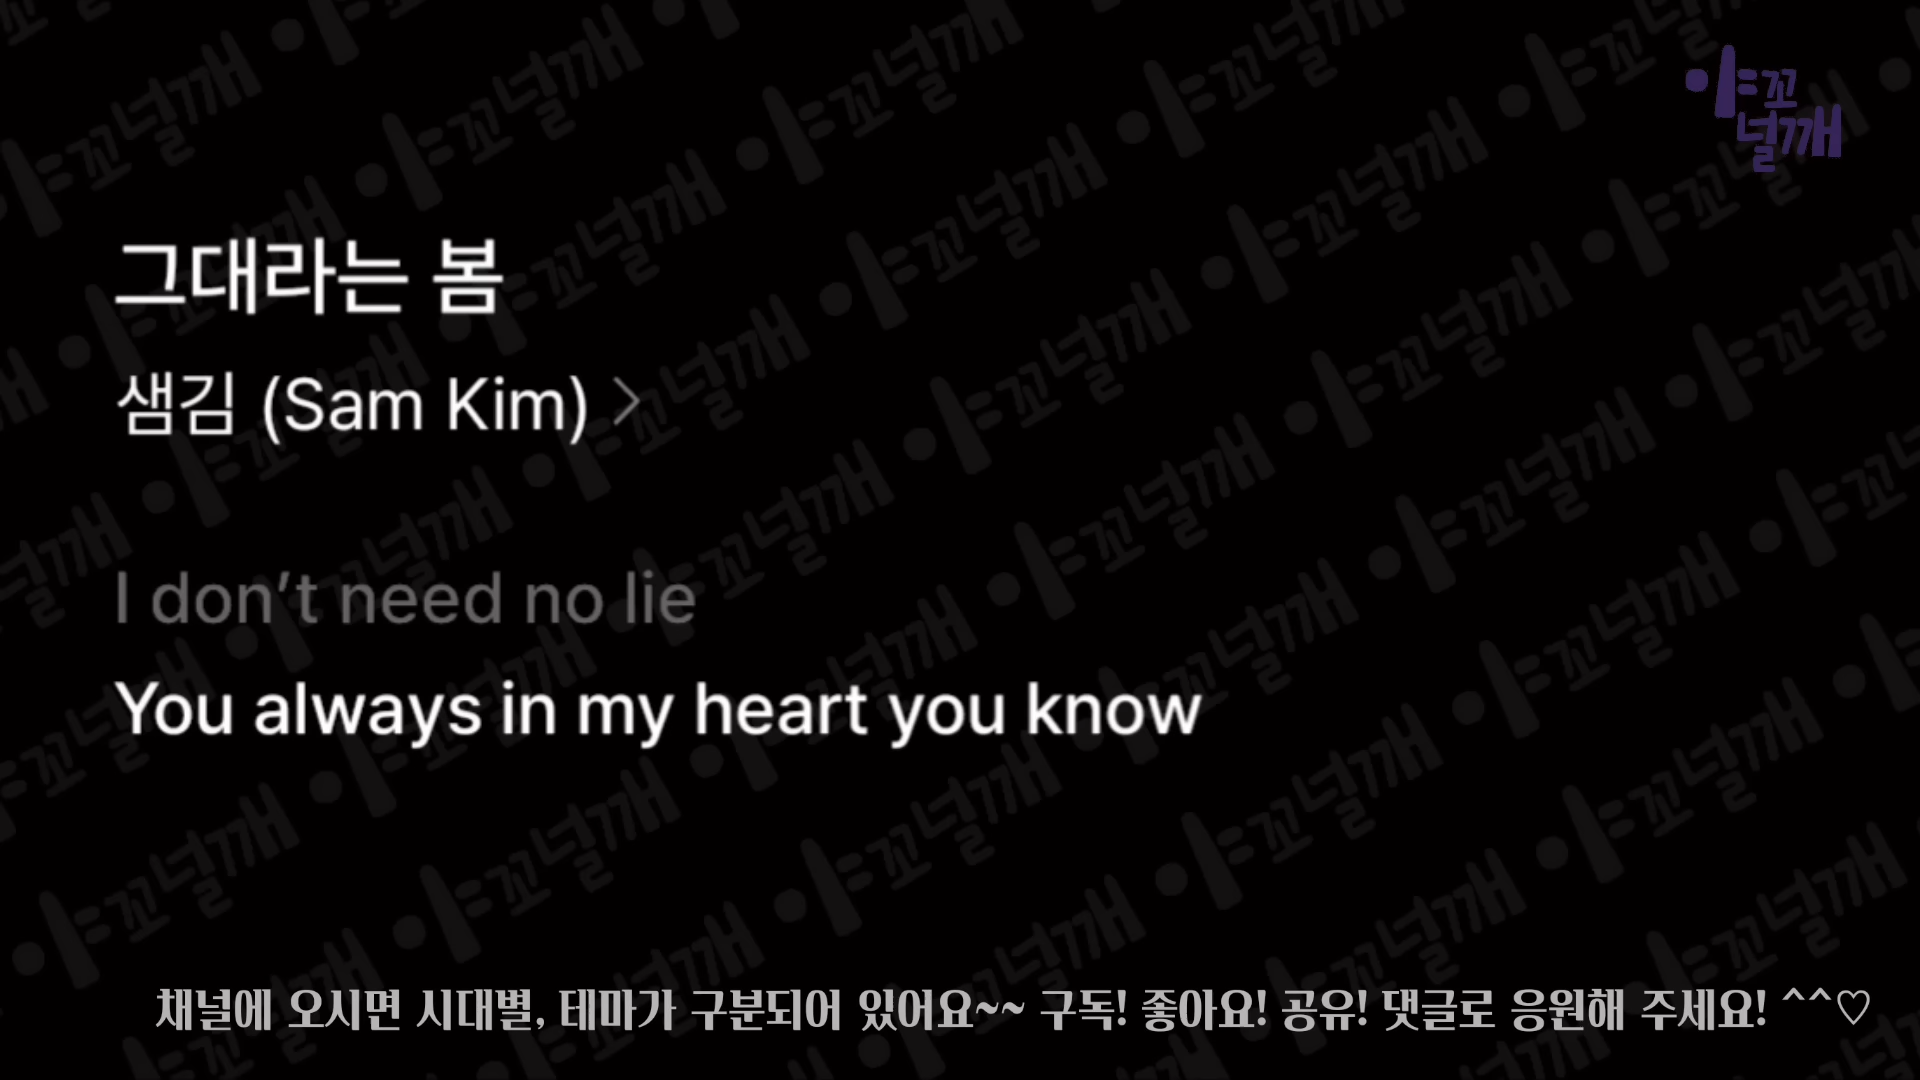 야꼬
널깨
그대라는 봄
샘김 (Sam Kim) >
I don't need no lie
You always in my heart you know
채널에 오시면 시대별, 테마가 구분되어 있어요~~ 구독! 좋아요! 공유! 댓글로 응원해 주세요! ^^♡